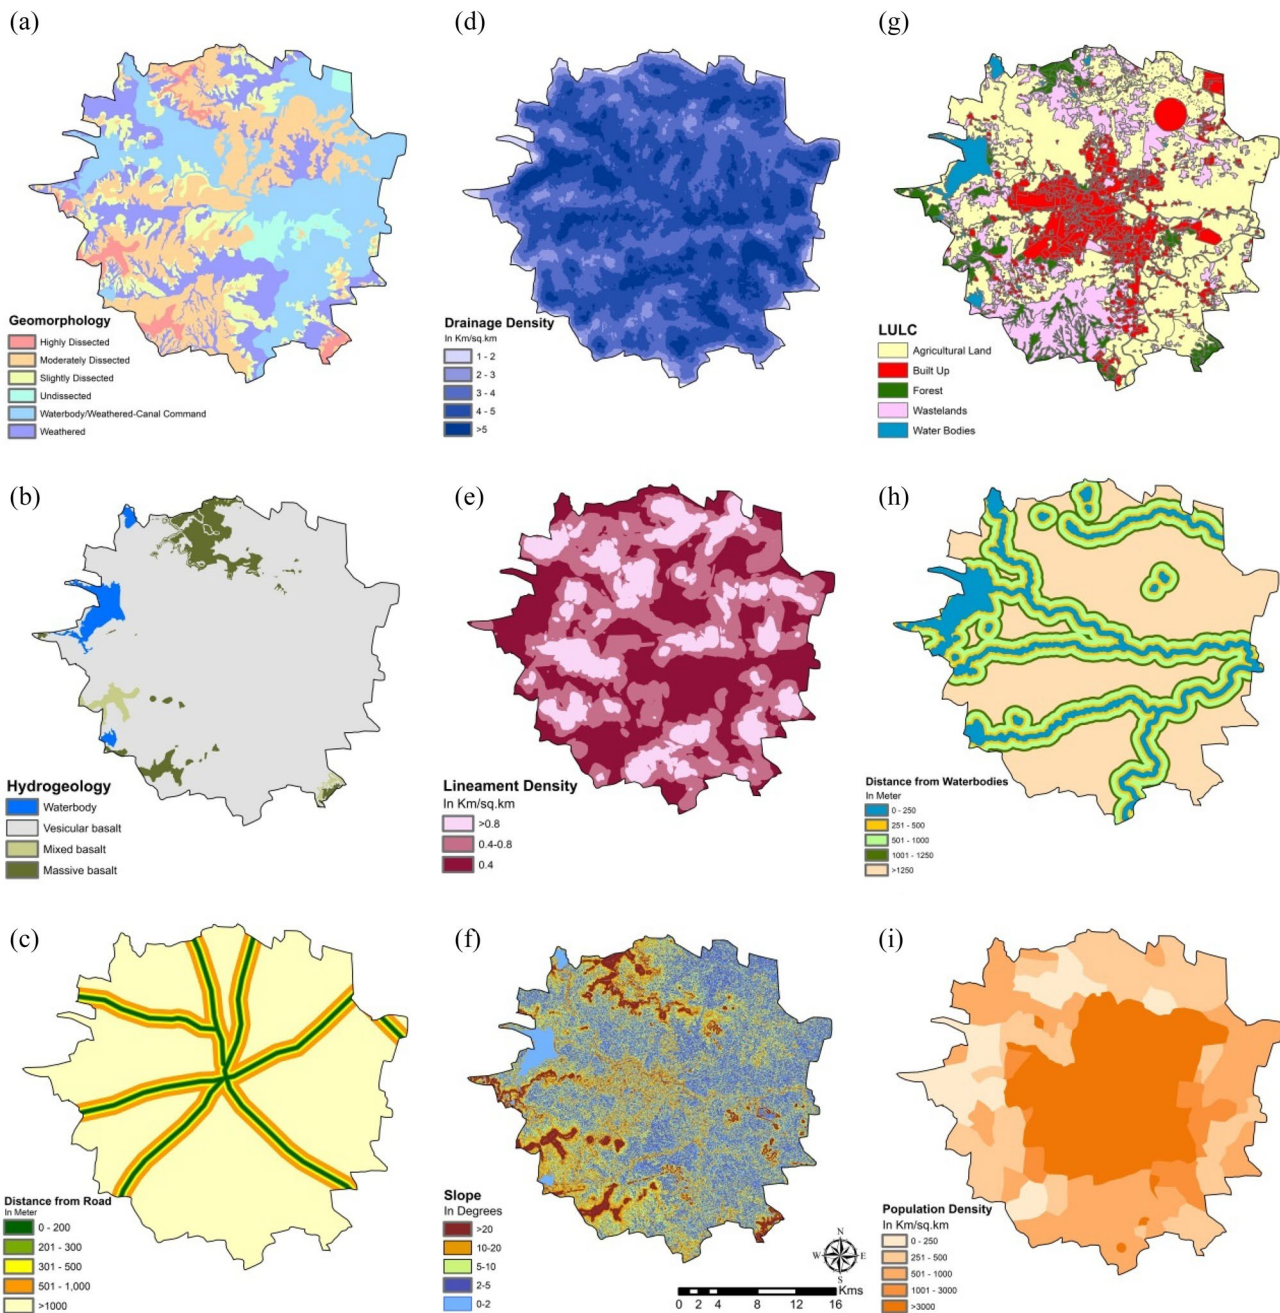 (a)
Geomorphology
Highly Dissected
Moderately Dissected
Slightly Dissected
Undissected
Waterbody/Weathered-Canal Command
Weathered
(d)
Drainage Density
In Km/sq.km
1 - 2
2 - 3
3 - 4
4 - 5
>5
(g)
LULC
Agricultural Land
Built Up
Forest
Wastelands
Water Bodies
(b)
Hydrogeology
Waterbody
Vesicular basalt
Mixed basalt
Massive basalt
(e)
Lineament Density
In Km/sq.km
>0.8
0.4-0.8
0.4
(h)
Distance from Waterbodies
In Meter
0 - 250
251 - 500
501 - 1000
1001 - 1250
>1250
(c)
Distance from Road
In Meter
0 - 200
201 - 300
301 - 500
501 - 1,000
>1000
(f)
Slope
In Degrees
>20
10-20
5-10
2-5
0-2
N
W E
S
Kms
0 2 4 8 12 16
(i)
Population Density
In Km/sq.km
0 - 250
251 - 500
501 - 1000
1001 - 3000
>3000